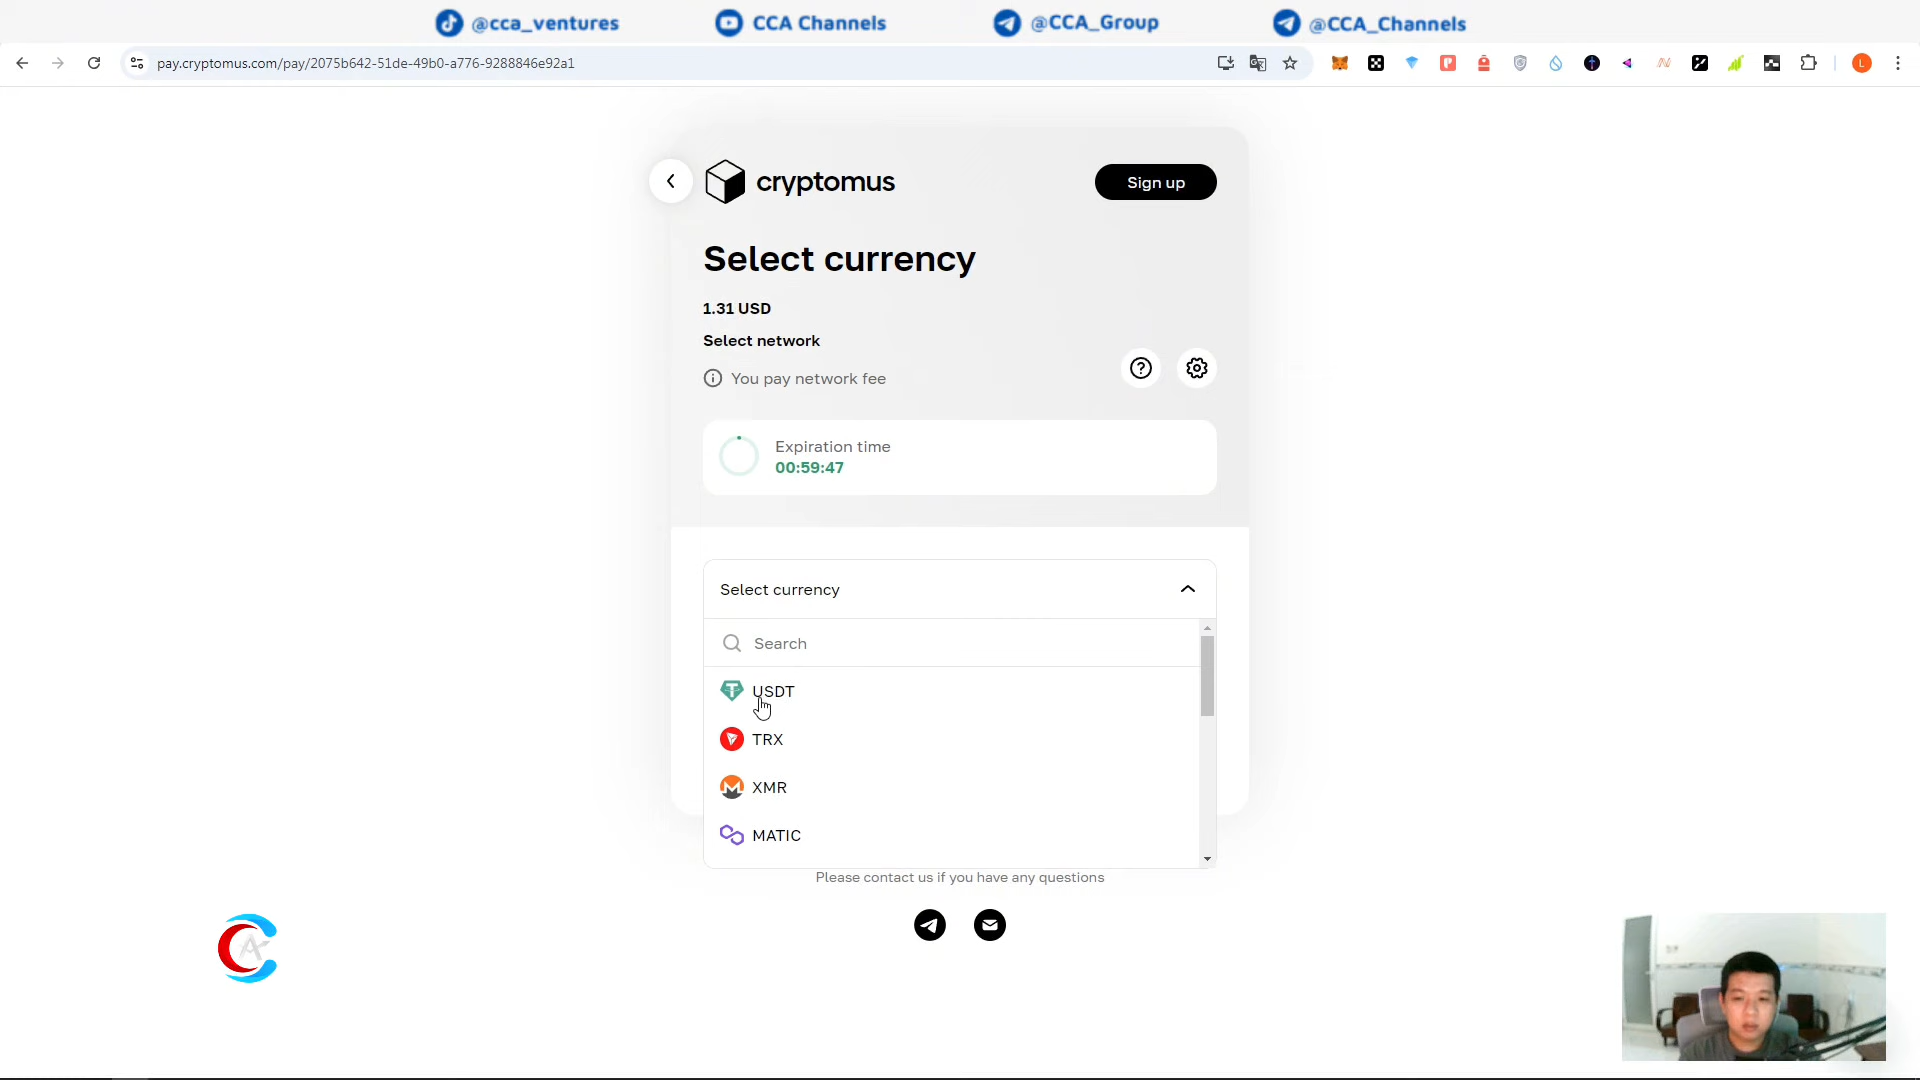 @cca_ventures
CCA Channels
@CCA_Group
@CCA_Channels
pay.cryptomus.com/pay/2075b642-51de-49b0-a776-9288846e92a1
L
cryptomus
Sign up
Select currency
1.31 USD
Select network
You pay network fee
Expiration time
00:59:47
Select currency
Search
USDT
TRX
XMR
MATIC
Please contact us if you have any questions